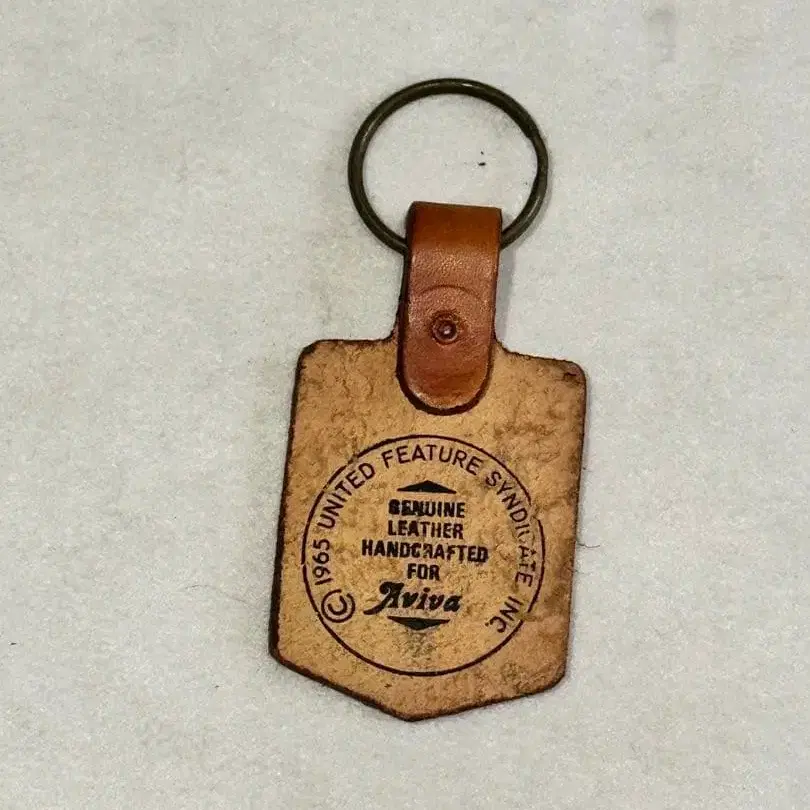 © 1965 UNITED FEATURE SYNDICATE INC.
GENUINE
LEATHER
HANDCRAFTED
FOR
Aviva